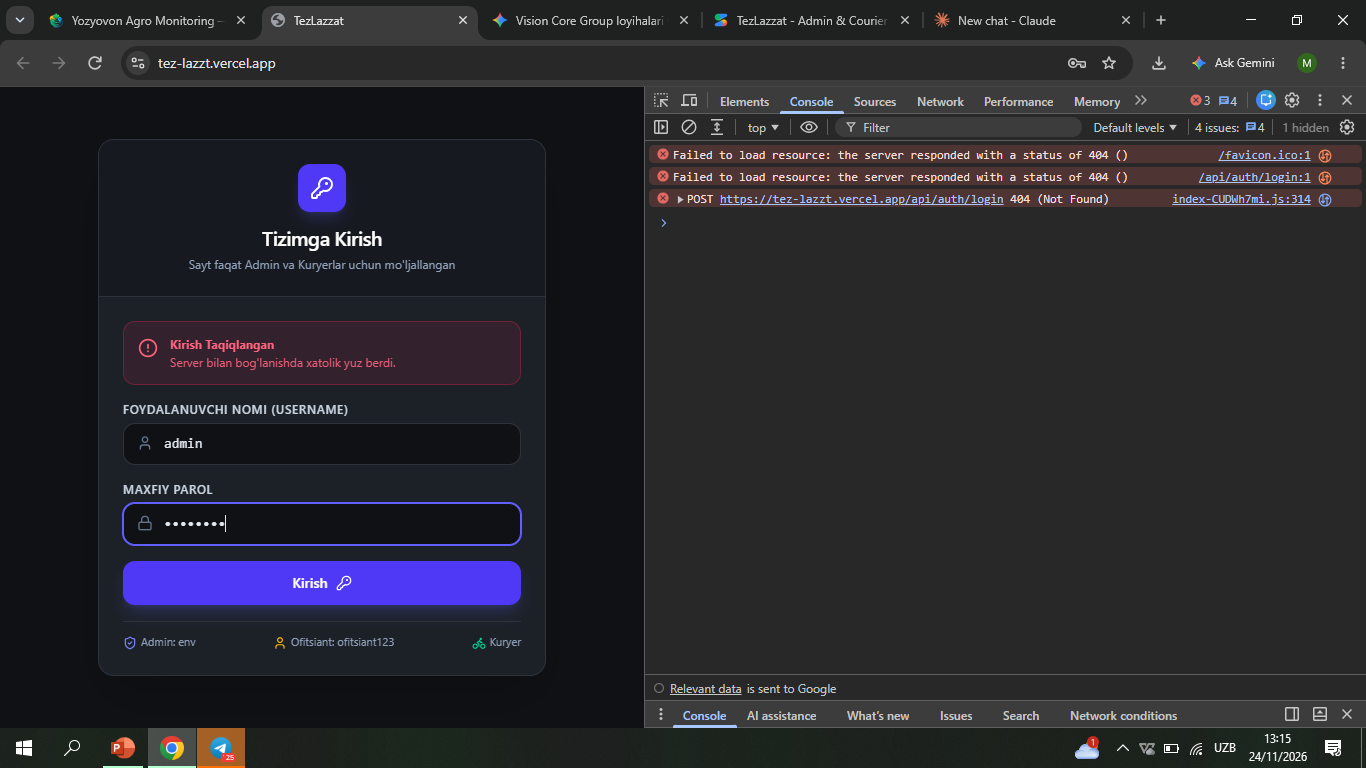 Yozyovon Agro Monitoring –
TezLazzat
Vision Core Group loyihalari
TezLazzat - Admin & Courier
New chat - Claude
tez-lazzt.vercel.app
Ask Gemini
M
Tizimga Kirish
Sayt faqat Admin va Kuryerlar uchun mo'ljallangan
Kirish Taqiqlangan
Server bilan bog'lanishda xatolik yuz berdi.
FOYDALANUVCHI NOMI (USERNAME)
admin
MAXFIY PAROL
••••••••
Kirish
Admin: env
Ofitsiant: ofitsiant123
Kuryer
Elements
Console
Sources
Network
Performance
Memory
3
4
top
Filter
Default levels
4 issues:
4
1 hidden
Failed to load resource: the server responded with a status of 404 () /favicon.ico:1
Failed to load resource: the server responded with a status of 404 () /api/auth/login:1
POST https://tez-lazzt.vercel.app/api/auth/login 404 (Not Found) index-CUDWh7mi.js:314
Relevant data is sent to Google
Console
AI assistance
What's new
Issues
Search
Network conditions
P
25
1
UZB
13:15
24/11/2026